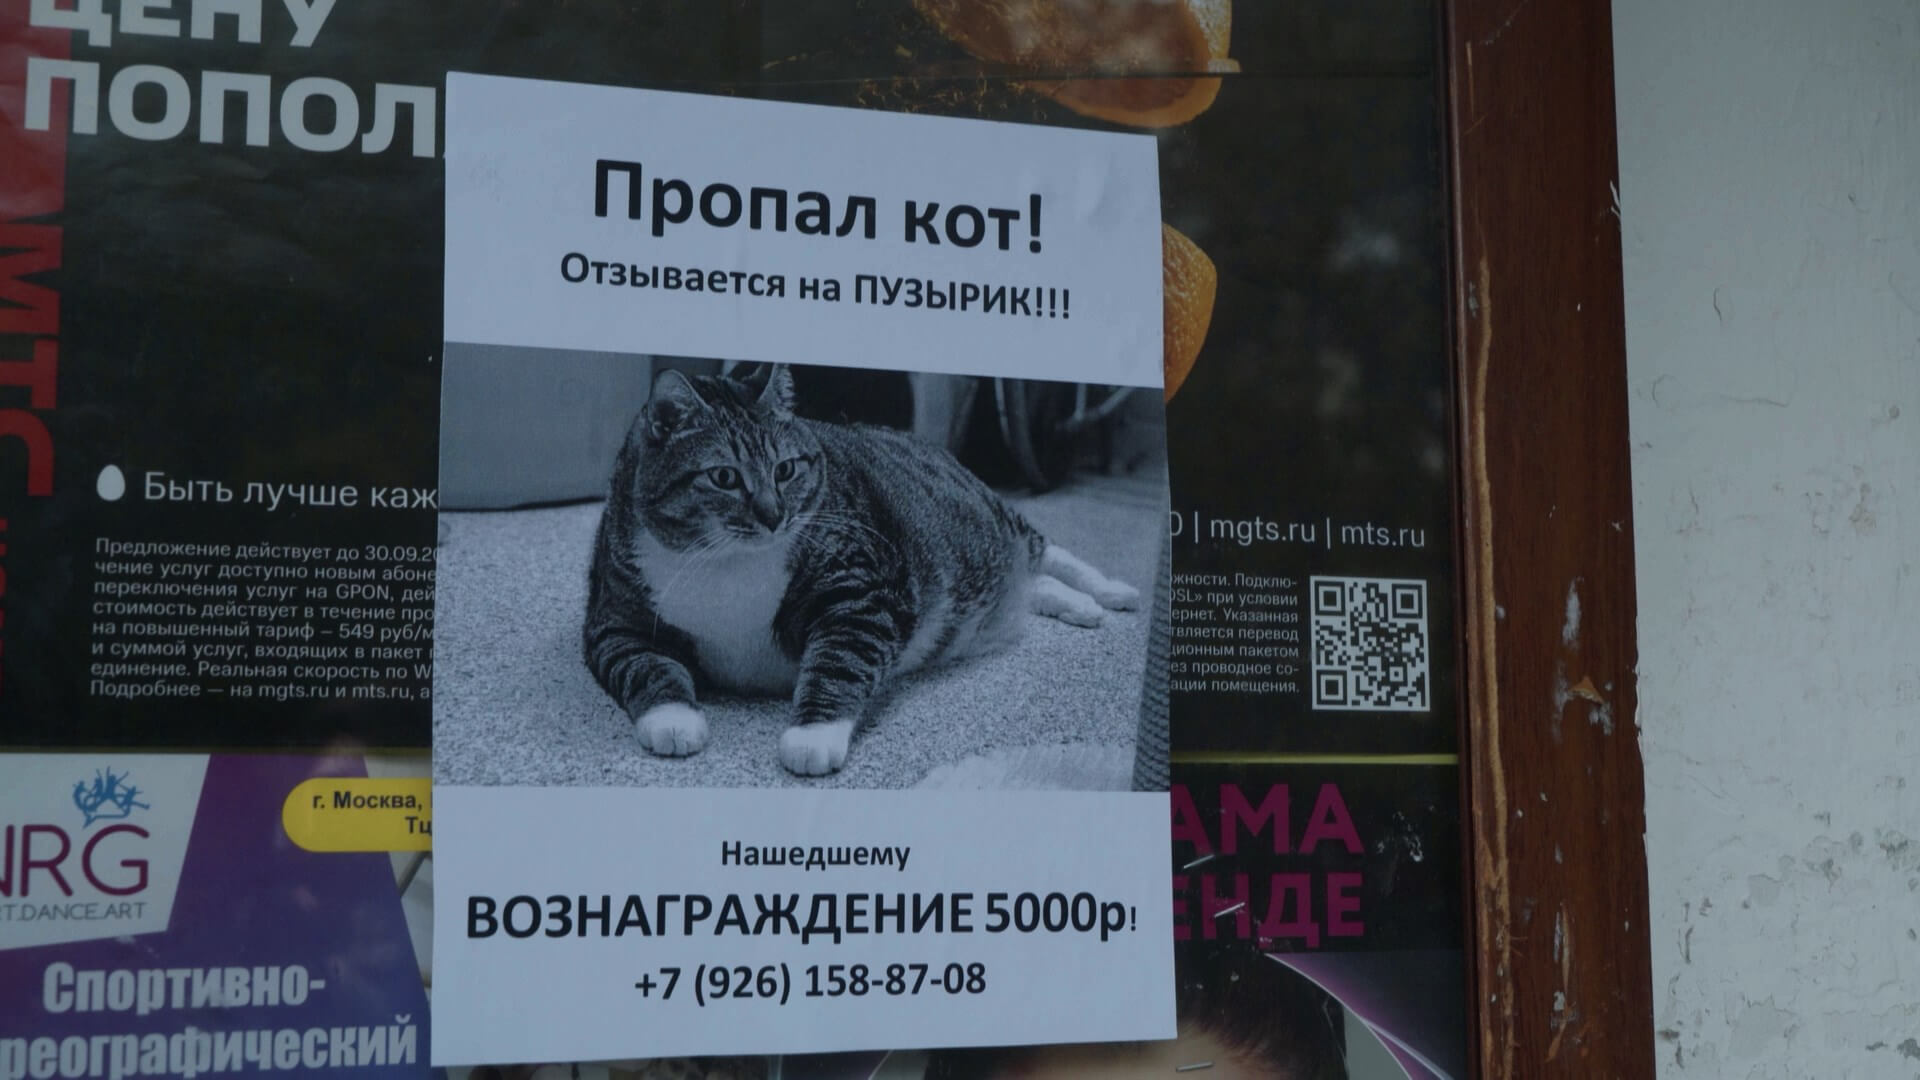 ЦЕНУ
ПОПОЛ
МТС
Пропал кот!
Отзывается на ПУЗЫРИК!!!
Быть лучше каж
| mgts.ru | mts.ru
Предложение действует до 30.09.20
чение услуг доступно новым абоне
переключения услуг на GPON, дей
стоимость действует в течение про
на повышенный тариф – 549 руб/м
и суммой услуг, входящих в пакет
единение. Реальная скорость по W
Подробнее — на mgts.ru и mts.ru, а
жности. Подклю-
SL» при условии
ернет. Указанная
твляется перевод
ционным пакетом
ез проводное со-
ации помещения.
Нашедшему
ВОЗНАГРАЖДЕНИЕ 5000р!
+7 (926) 158-87-08
NRG
RT.DANCE.ART
г. Москва,
ТЦ
Спортивно-
реографический
АМА
ЕНДЕ